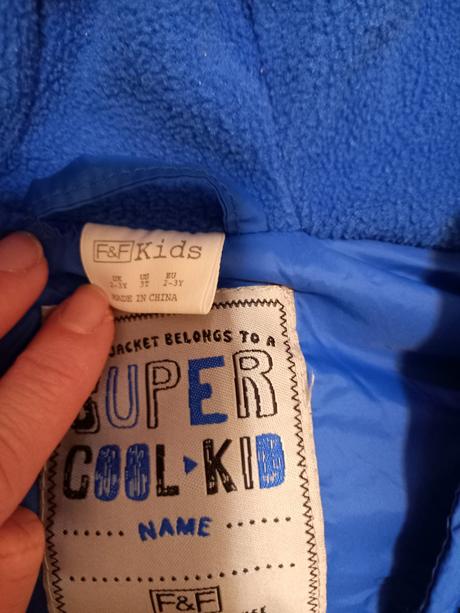 F&F Kids
UK US EU
2-3Y 3T 2-3Y
MADE IN CHINA
JACKET BELONGS TO A
SUPER
COOL KID
NAME
F&F